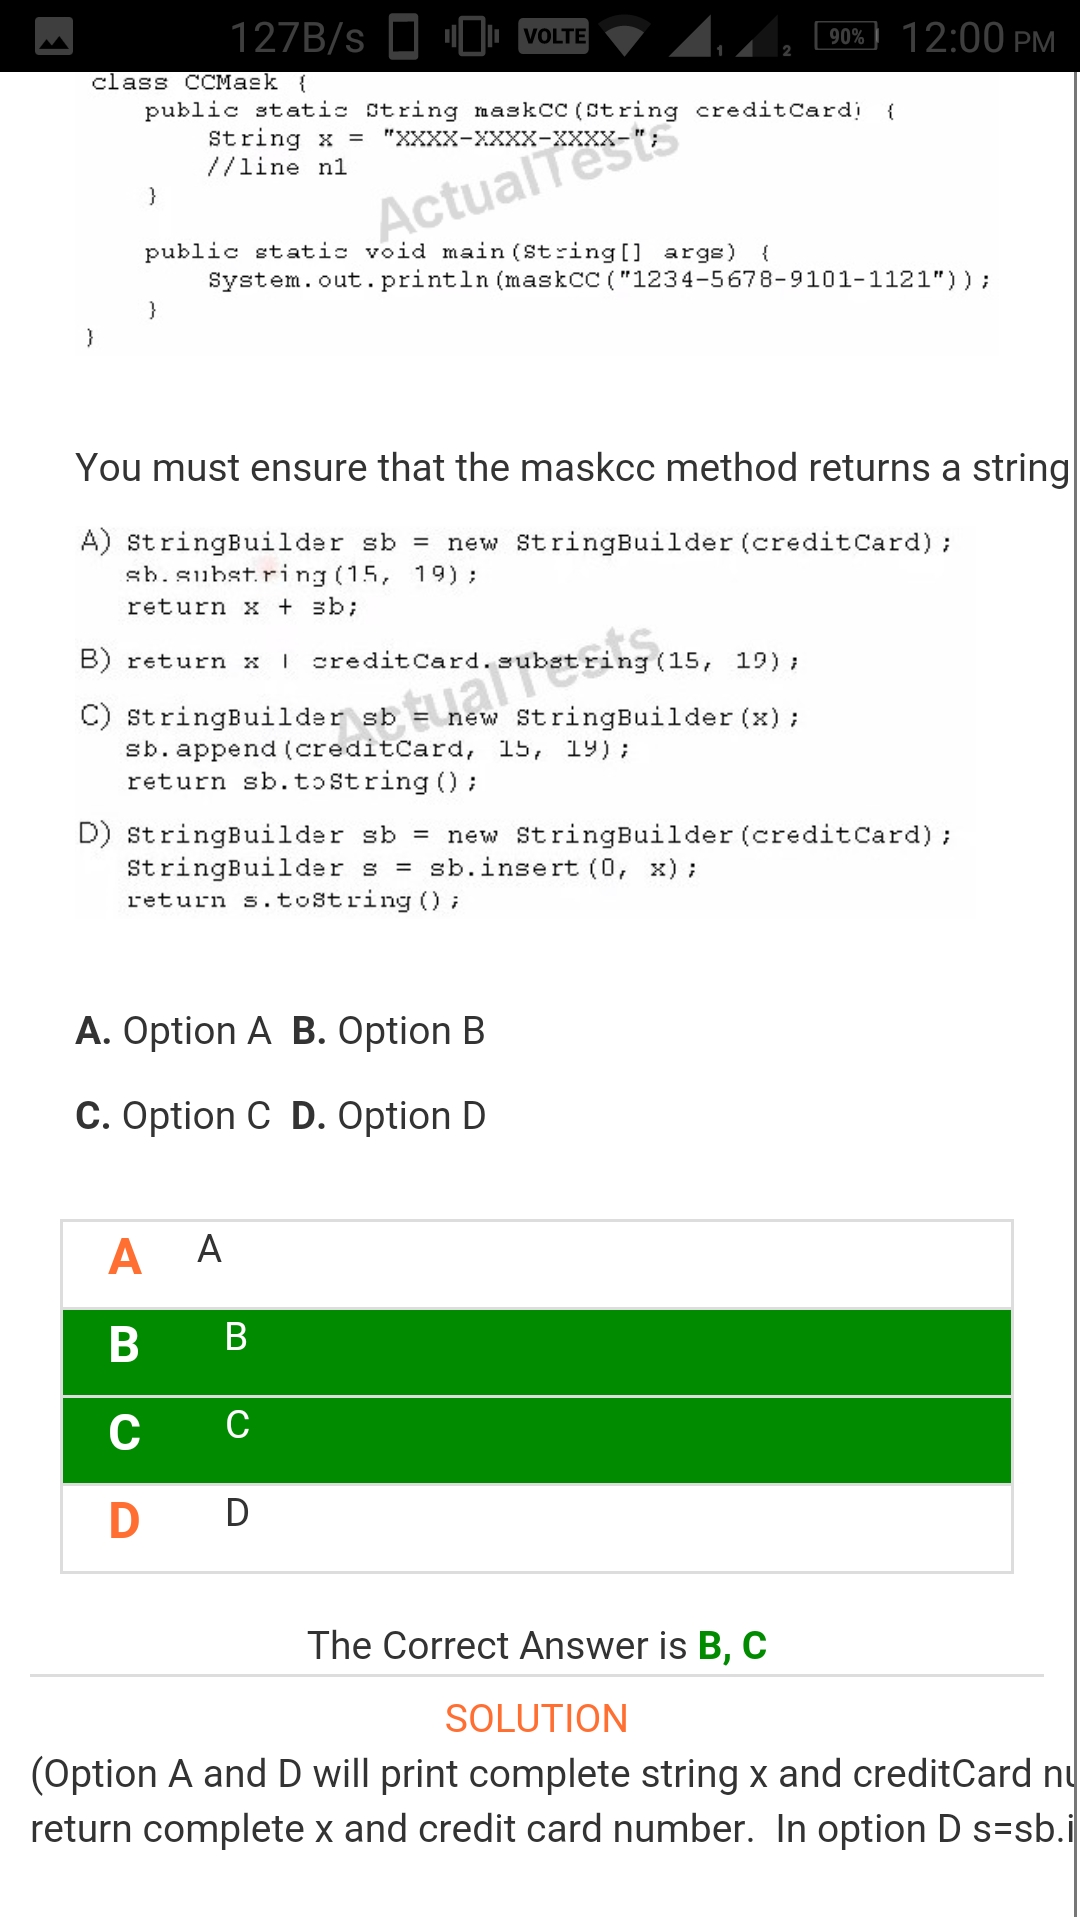 127B/s VOLTE 1 2 90% 12:00 PM
class CCMask {
public static String maskCC(String creditCard) {
String x = "XXXX-XXXX-XXXX-";
//line n1
}
ActualTests
public static void main(String[] args) {
System.out.println(maskCC("1234-5678-9101-1121"));
}
}
You must ensure that the maskcc method returns a string
A) StringBuilder sb = new StringBuilder(creditCard);
sb.substring(15, 19);
return x + sb;
B) return x + creditCard.substring(15, 19);
ActualTests
C) StringBuilder sb = new StringBuilder(x);
sb.append(creditCard, 15, 19);
return sb.toString();
D) StringBuilder sb = new StringBuilder(creditCard);
StringBuilder s = sb.insert(0, x);
return s.toString();
A. Option A B. Option B
C. Option C D. Option D
A A
B B
C C
D D
The Correct Answer is B, C
SOLUTION
(Option A and D will print complete string x and creditCard nu
return complete x and credit card number. In option D s=sb.i